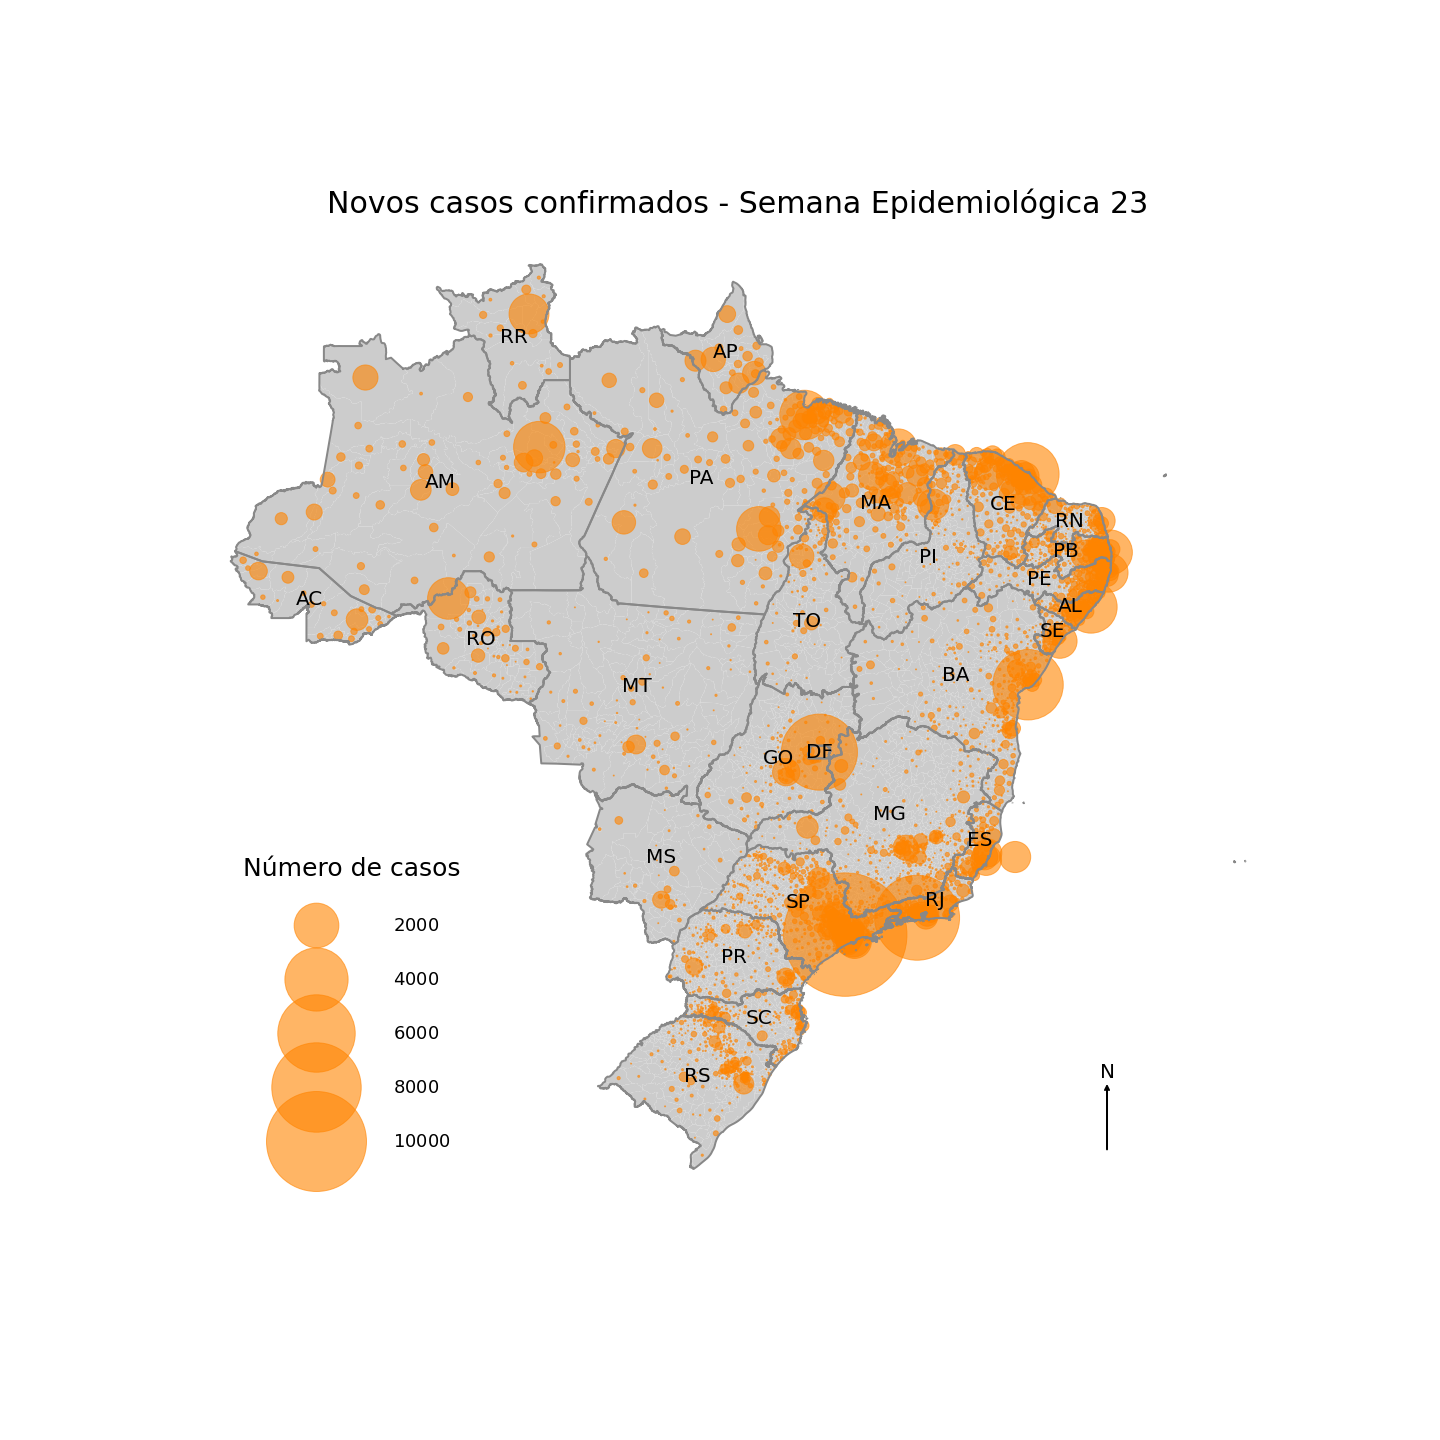 Novos casos confirmados - Semana Epidemiológica 23
RR
AP
AM
PA
MA
CE
RN
PB
PI
PE
AC
AL
TO
SE
RO
BA
MT
GO
DF
MG
ES
MS
Número de casos
SP
RJ
2000
PR
4000
SC
6000
RS
N
8000
10000